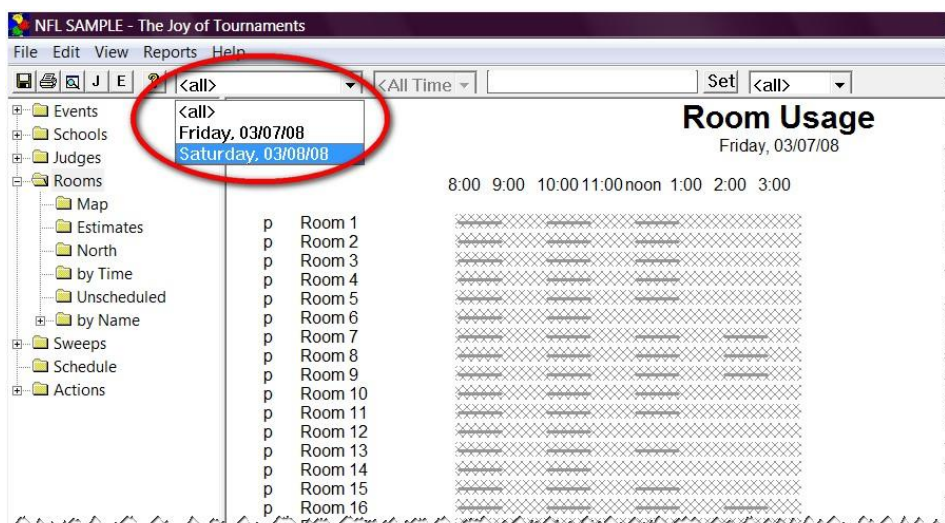 NFL SAMPLE - The Joy of Tournaments
File Edit View Reports Help
J E ? <all> <All Time Set <all>
<all>
Friday, 03/07/08
Saturday, 03/08/08
Events
Schools
Judges
Rooms
Map
Estimates
North
by Time
Unscheduled
by Name
Sweeps
Schedule
Actions
Room Usage
Friday, 03/07/08
8:00 9:00 10:00 11:00 noon 1:00 2:00 3:00
p Room 1
p Room 2
p Room 3
p Room 4
p Room 5
p Room 6
p Room 7
p Room 8
p Room 9
p Room 10
p Room 11
p Room 12
p Room 13
p Room 14
p Room 15
p Room 16